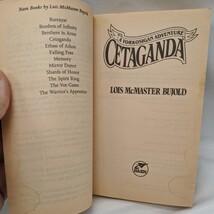 Baen Books by Lois McMaster Bujold
Barrayar
Borders of Infinity
Brothers in Arms
Cetaganda
Ethan of Athos
Falling Free
Memory
Mirror Dance
Shards of Honor
The Spirit Ring
The Vor Game
The Warrior's Apprentice
A VORKOSIGAN ADVENTURE
CETAGANDA
LOIS McMASTER BUJOLD
BAEN